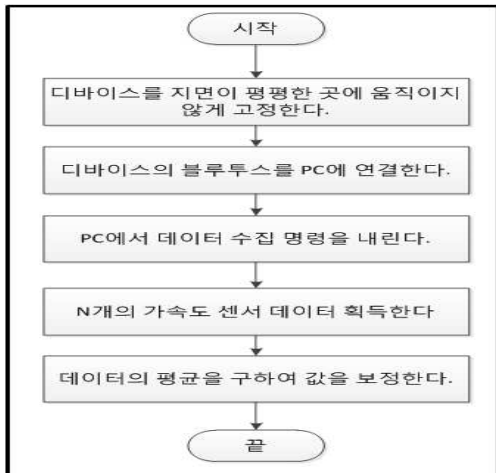 시작
디바이스를 지면이 평평한 곳에 움직이지
않게 고정한다.
디바이스의 블루투스를 PC에 연결한다.
PC에서 데이터 수집 명령을 내린다.
N개의 가속도 센서 데이터 획득한다
데이터의 평균을 구하여 값을 보정한다.
끝